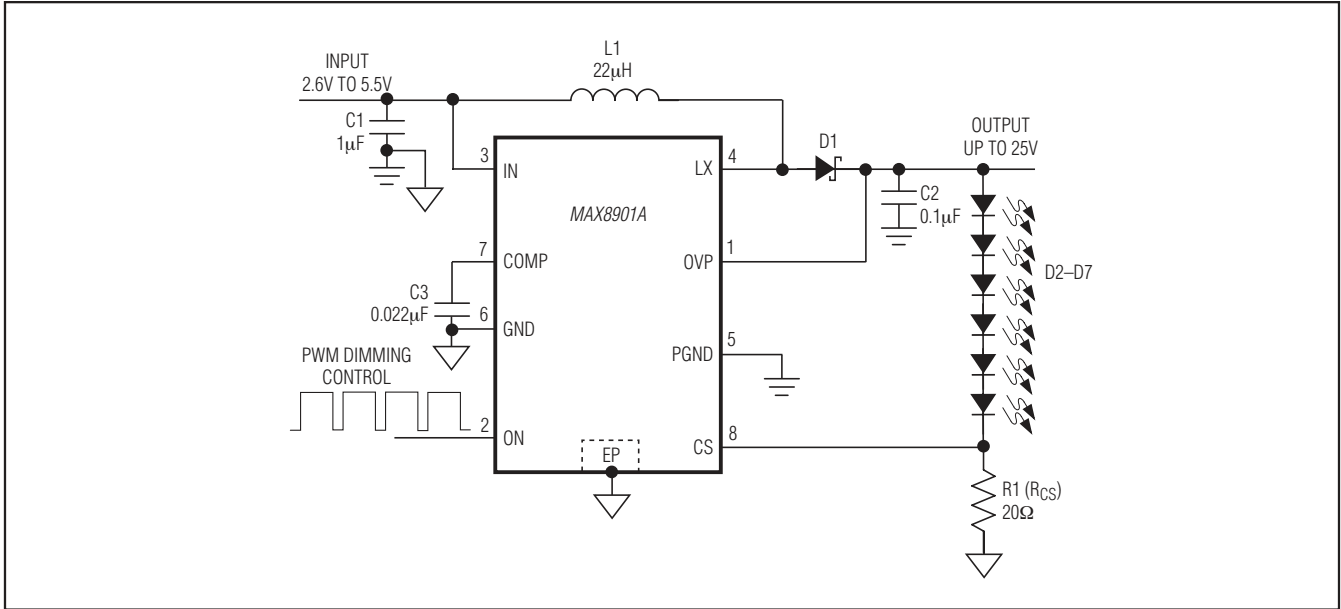 L1
22μH
INPUT
2.6V TO 5.5V
C1
1μF
OUTPUT
UP TO 25V
D1
3
IN
LX
4
C2
0.1μF
MAX8901A
7
COMP
OVP
1
D2–D7
C3
0.022μF
6
GND
PGND
5
PWM DIMMING
CONTROL
2
ON
EP
CS
8
R1 (RCS)
20Ω